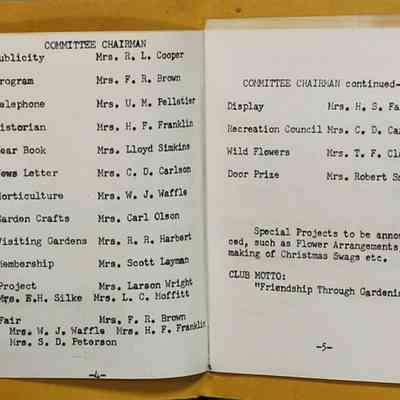 COMMITTEE CHAIRMAN
ublicity Mrs. R. L. Cooper
rogram Mrs. F. R. Brown
elephone Mrs. U. M. Pelletier
istorian Mrs. H. F. Franklin
ear Book Mrs. Lloyd Simkins
ews Letter Mrs. C. D. Carlson
orticulture Mrs. W. J. Waffle
arden Crafts Mrs. Carl Olson
isiting Gardens Mrs. R. R. Harbert
embership Mrs. Scott Layman
Project Mrs. Larson Wright
Mrs. E.H. Silke Mrs. L. C. Moffitt
Fair Mrs. F. R. Brown
Mrs. W. J. Waffle Mrs. H. F. Franklin
Mrs. S. D. Peterson
-4-
COMMITTEE CHAIRMAN continued-
Display Mrs. H. S. Fa
Recreation Council Mrs. C. D. Ca
Wild Flowers Mrs. T. F. Cl
Door Prize Mrs. Robert S
Special Projects to be annou
ced, such as Flower Arrangements,
making of Christmas Swags etc.
CLUB MOTTO:
"Friendship Through Gardenin
-5-